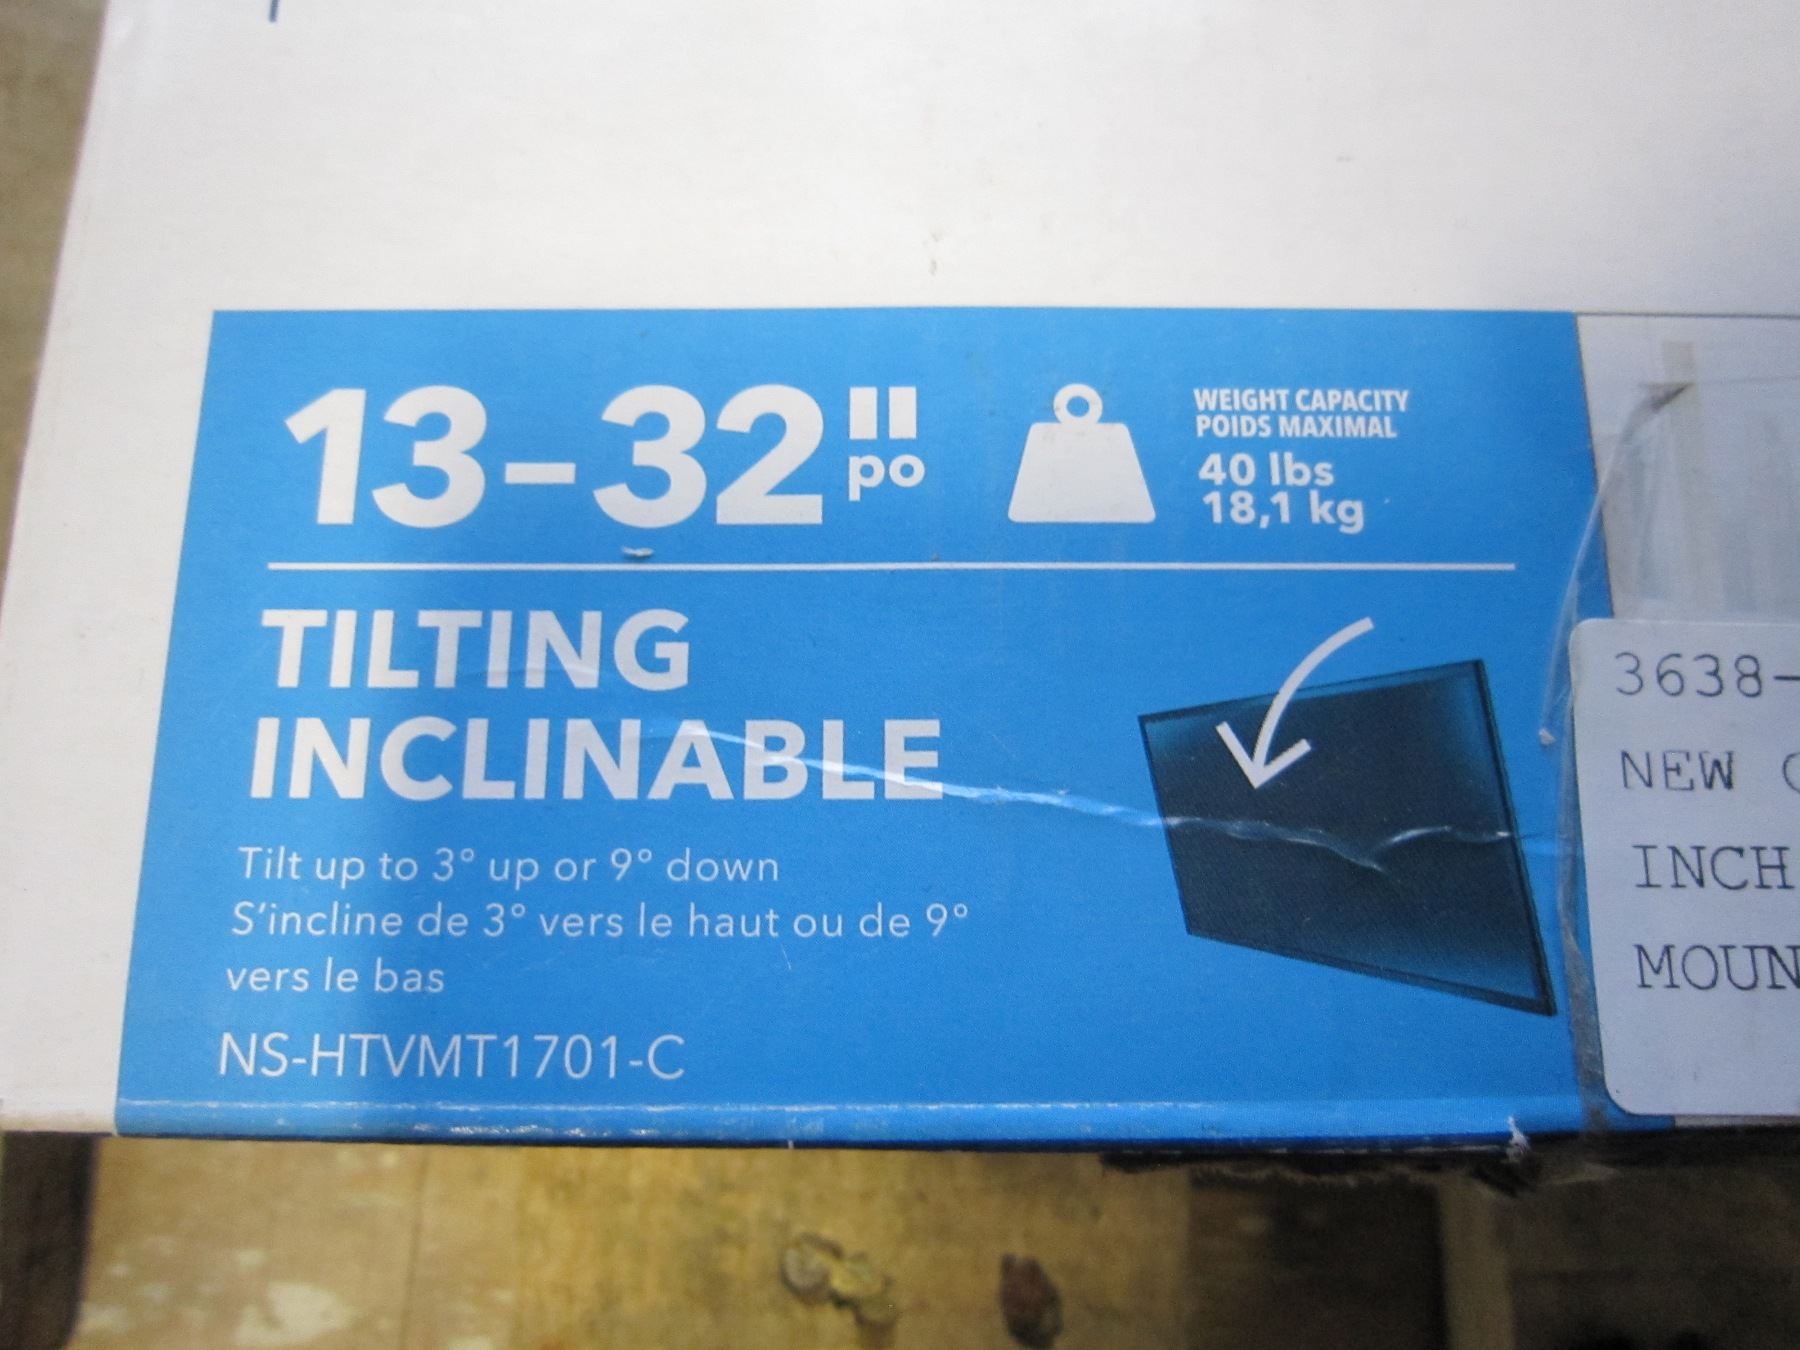 13-32"
po
WEIGHT CAPACITY
POIDS MAXIMAL
40 lbs
18,1 kg
TILTING
INCLINABLE
Tilt up to 3° up or 9° down
S'incline de 3° vers le haut ou de 9°
vers le bas
NS-HTVMT1701-C
3638-
NEW
INCH
MOUN